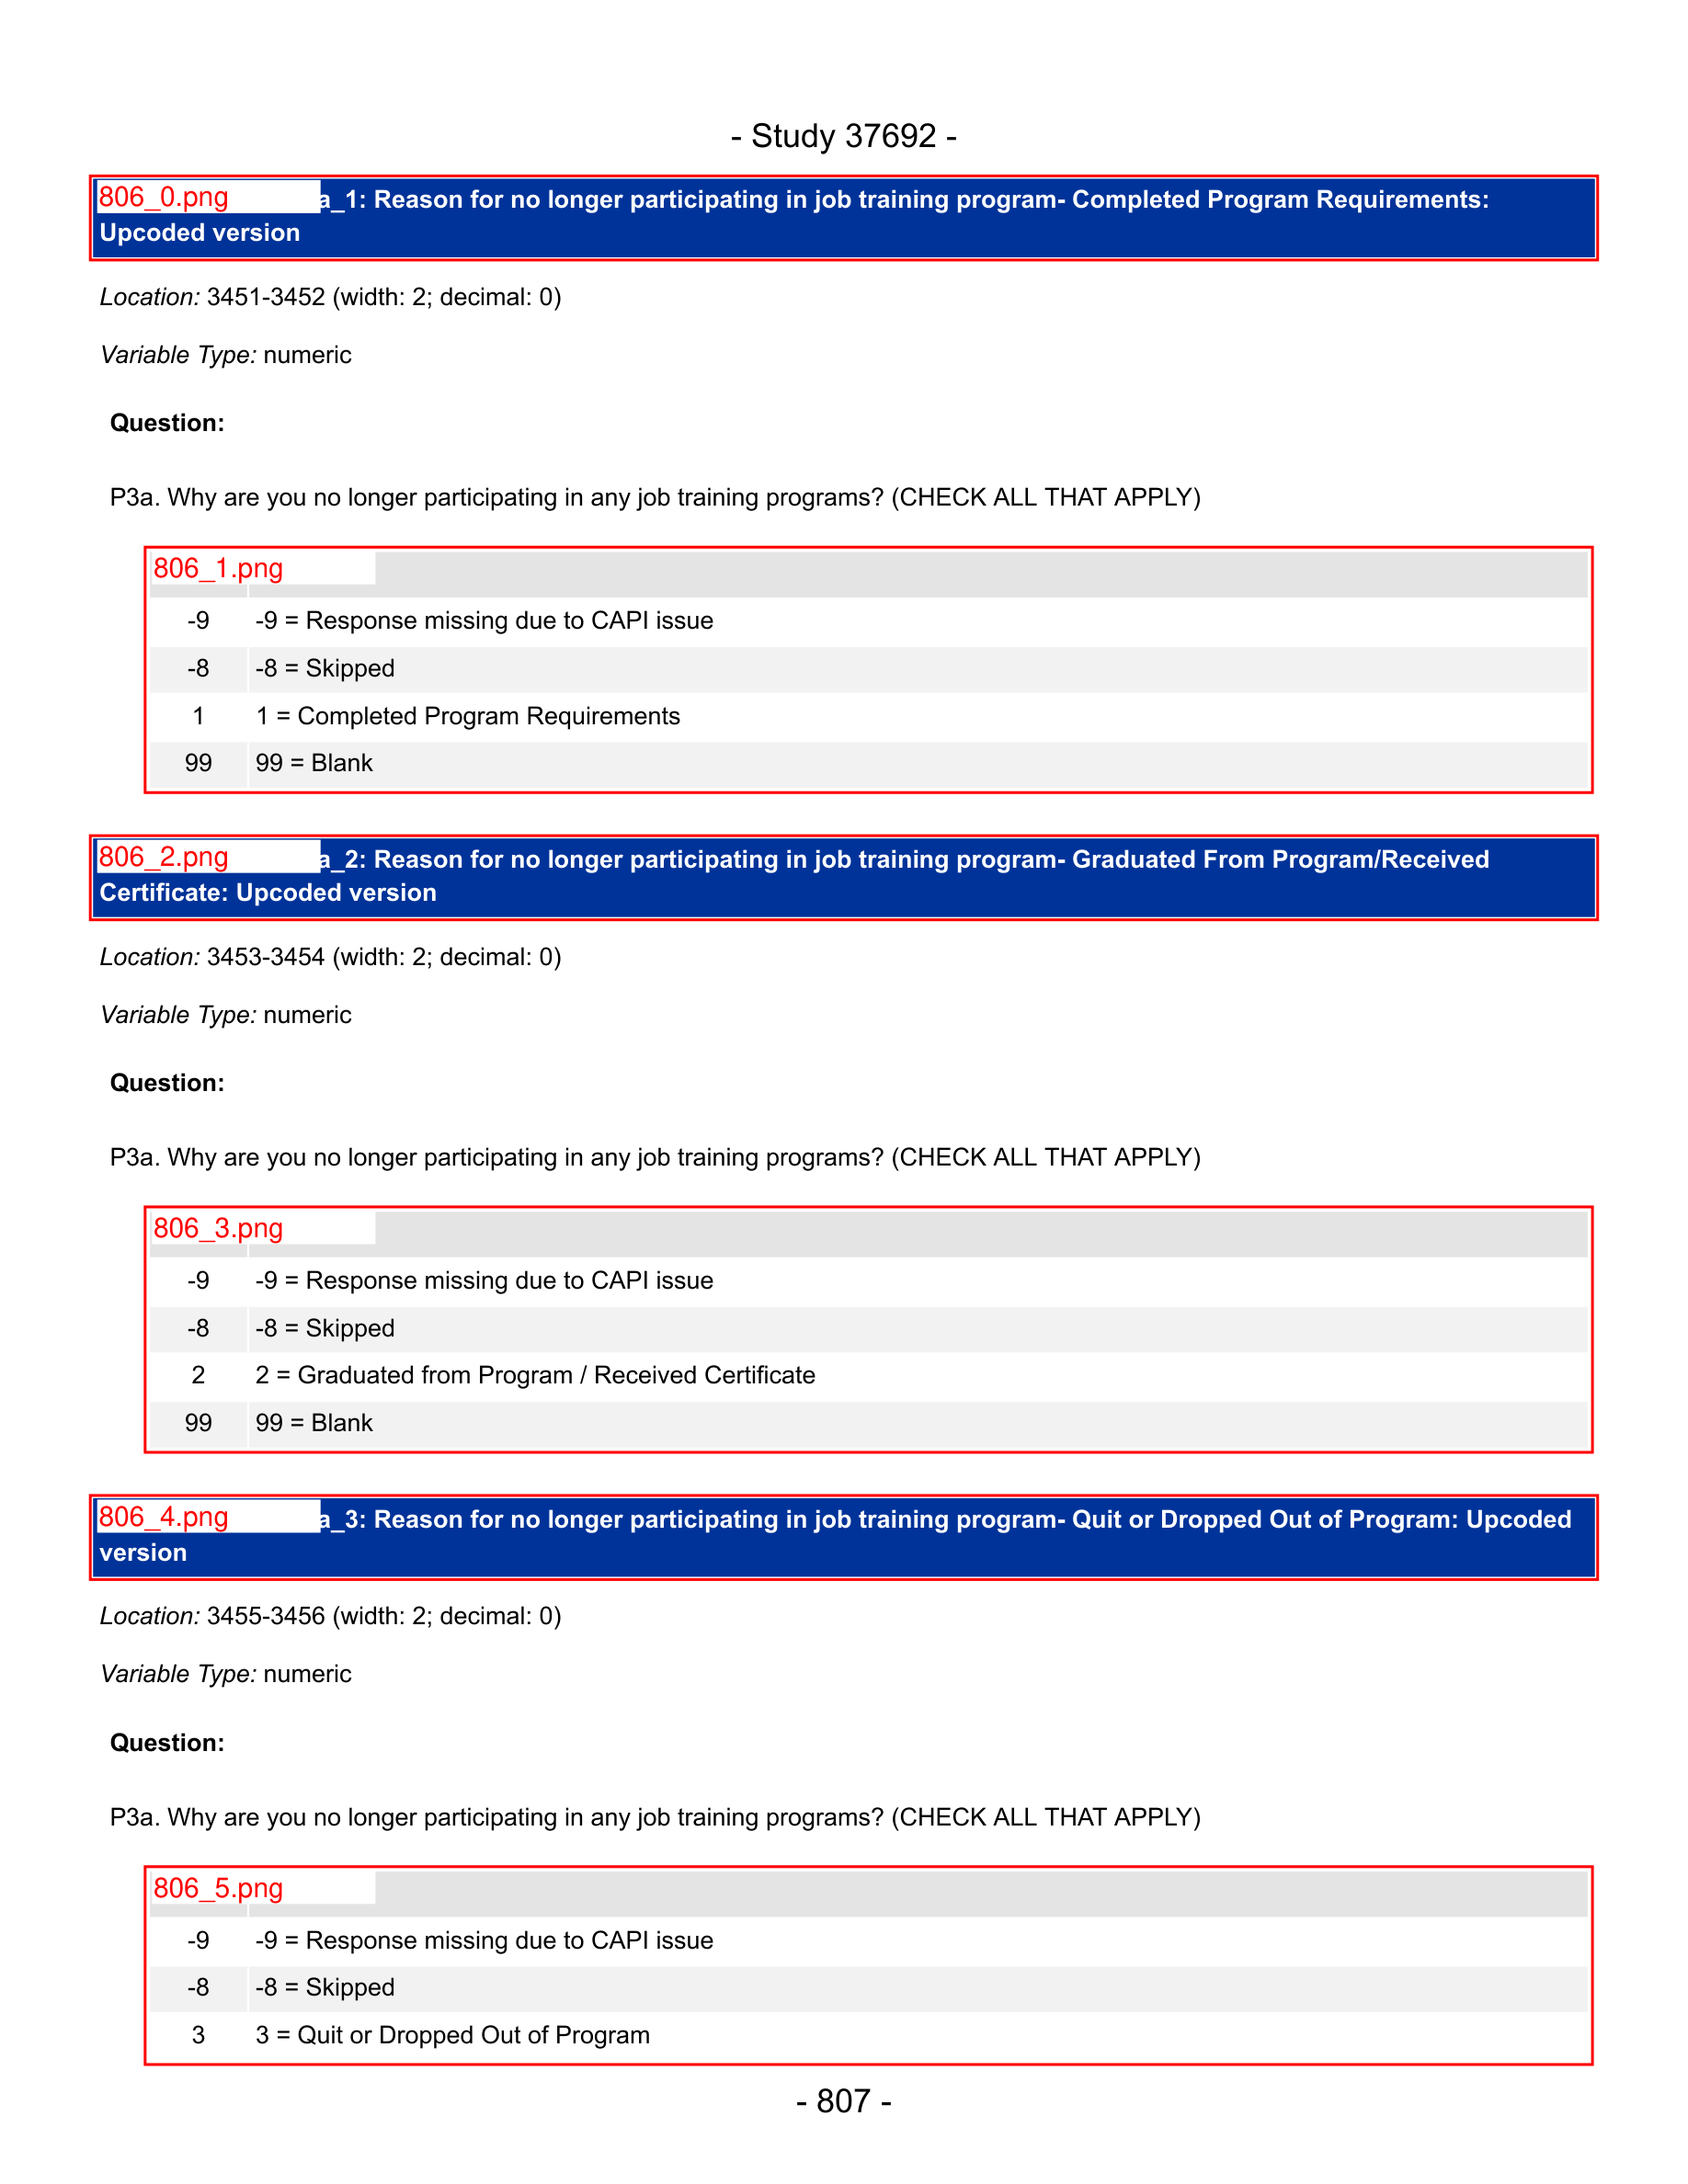 - Study 37692 -
806_0.png a_1: Reason for no longer participating in job training program- Completed Program Requirements:
Upcoded version
Location: 3451-3452 (width: 2; decimal: 0)
Variable Type: numeric
Question:
P3a. Why are you no longer participating in any job training programs? (CHECK ALL THAT APPLY)
806_1.png
-9 -9 = Response missing due to CAPI issue
-8 -8 = Skipped
1 1 = Completed Program Requirements
99 99 = Blank
806_2.png a_2: Reason for no longer participating in job training program- Graduated From Program/Received
Certificate: Upcoded version
Location: 3453-3454 (width: 2; decimal: 0)
Variable Type: numeric
Question:
P3a. Why are you no longer participating in any job training programs? (CHECK ALL THAT APPLY)
806_3.png
-9 -9 = Response missing due to CAPI issue
-8 -8 = Skipped
2 2 = Graduated from Program / Received Certificate
99 99 = Blank
806_4.png a_3: Reason for no longer participating in job training program- Quit or Dropped Out of Program: Upcoded
version
Location: 3455-3456 (width: 2; decimal: 0)
Variable Type: numeric
Question:
P3a. Why are you no longer participating in any job training programs? (CHECK ALL THAT APPLY)
806_5.png
-9 -9 = Response missing due to CAPI issue
-8 -8 = Skipped
3 3 = Quit or Dropped Out of Program
- 807 -